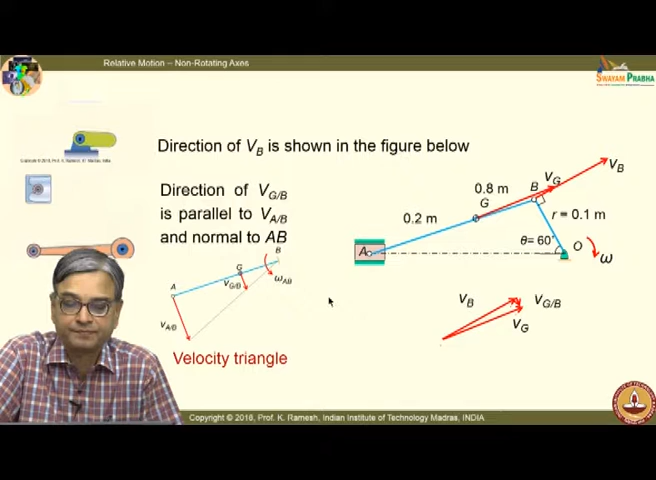 Relative Motion – Non-Rotating Axes
SWAYAM PRABHA
Direction of VB is shown in the figure below
Direction of VG/B
is parallel to VA/B
and normal to AB
A
G
B
VG/B
ωAB
VA/B
Velocity triangle
VB
VG
B
0.8 m
G
0.2 m
r = 0.1 m
θ= 60°
O
A
ω
VB
VG/B
VG
Copyright © 2018, Prof. K. Ramesh, Indian Institute of Technology Madras, INDIA